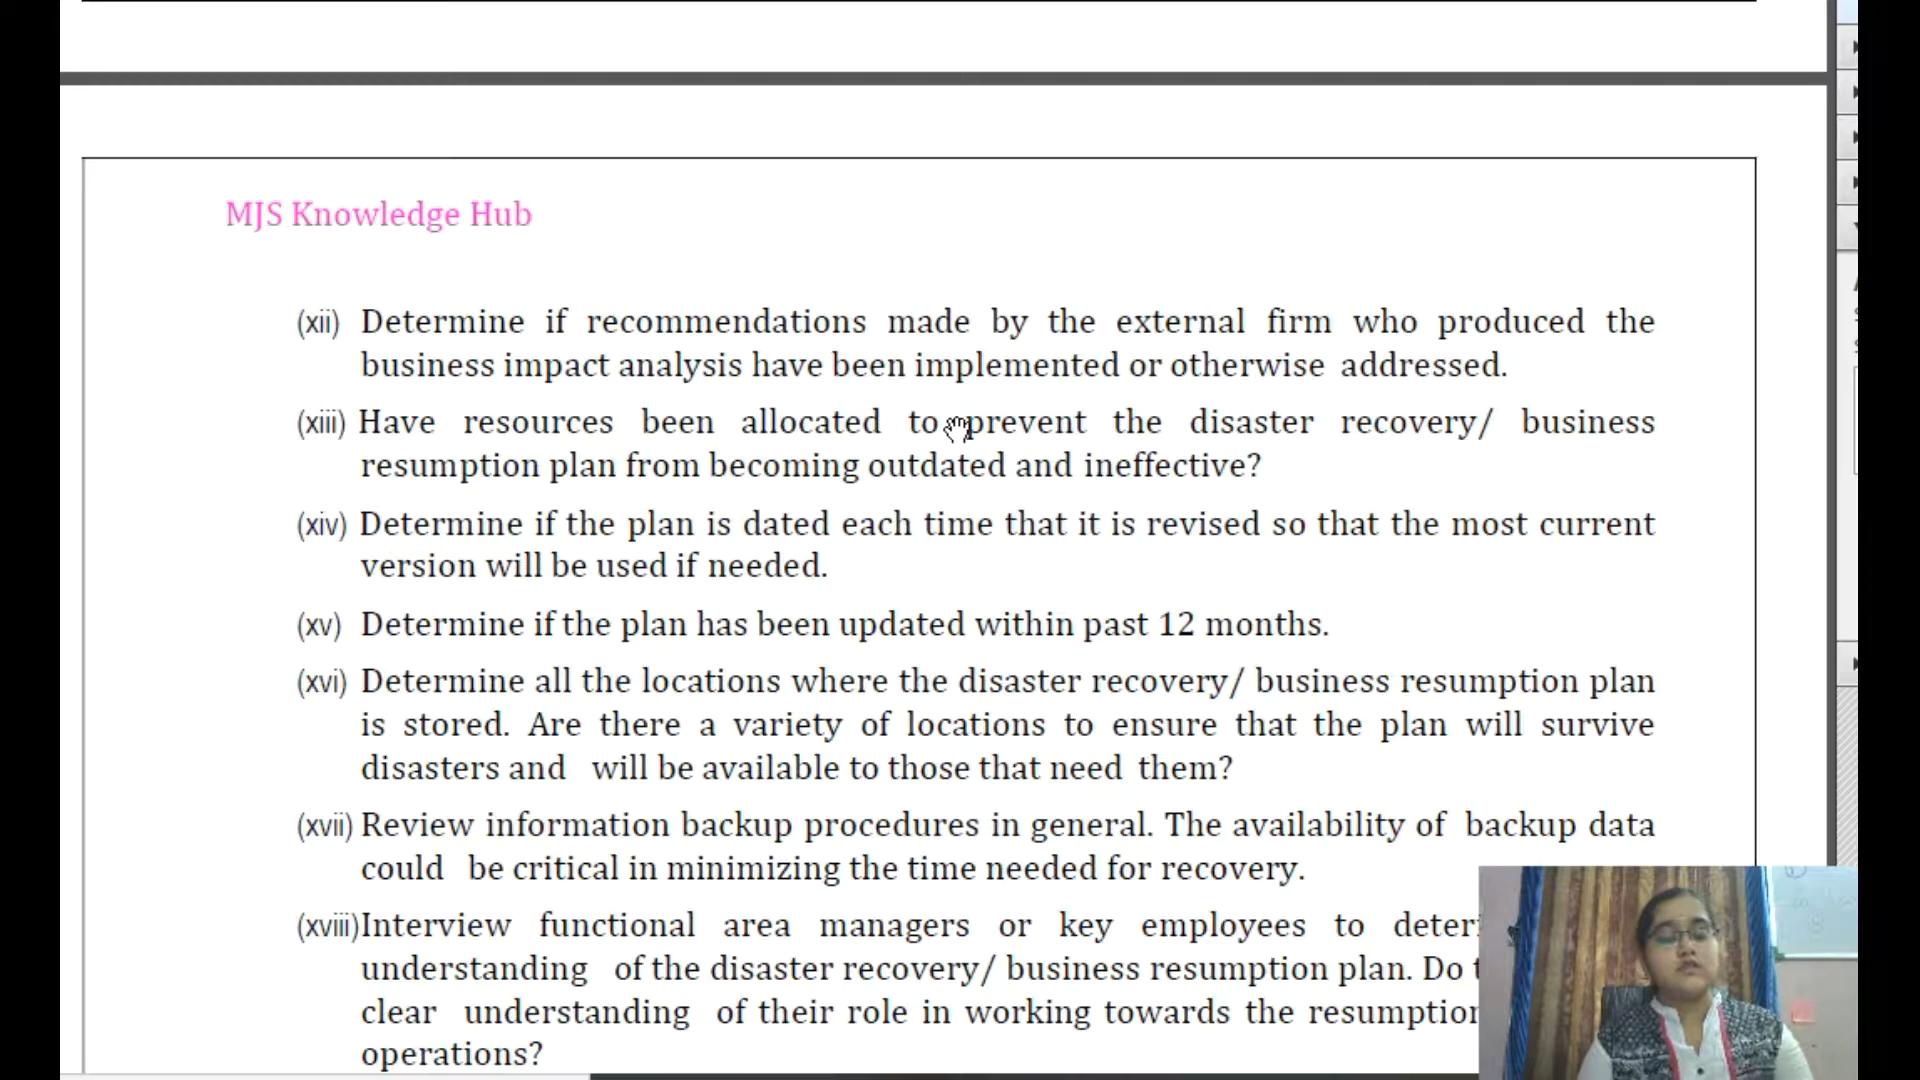 MJS Knowledge Hub
(xii) Determine if recommendations made by the external firm who produced the
business impact analysis have been implemented or otherwise addressed.
(xiii) Have resources been allocated to prevent the disaster recovery/ business
resumption plan from becoming outdated and ineffective?
(xiv) Determine if the plan is dated each time that it is revised so that the most current
version will be used if needed.
(xv) Determine if the plan has been updated within past 12 months.
(xvi) Determine all the locations where the disaster recovery/ business resumption plan
is stored. Are there a variety of locations to ensure that the plan will survive
disasters and will be available to those that need them?
(xvii) Review information backup procedures in general. The availability of backup data
could be critical in minimizing the time needed for recovery.
(xviii) Interview functional area managers or key employees to
understanding of the disaster recovery/ business resumption plan. Do
clear understanding of their role in working towards the resumption
operations?